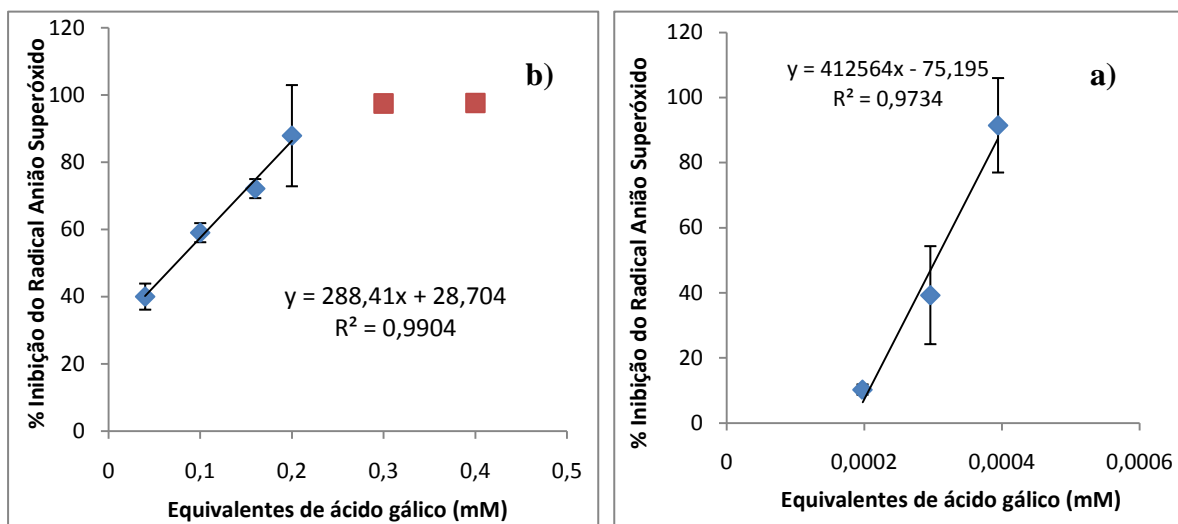 % Inibição do Radical Anião Superóxido
120
100
80
60
40
20
0
b)
y = 288,41x + 28,704
R² = 0,9904
0 0,1 0,2 0,3 0,4 0,5
Equivalentes de ácido gálico (mM)
% Inibição do Radical Anião Superóxido
120
100
80
60
40
20
0
y = 412564x - 75,195
R² = 0,9734
a)
0 0,0002 0,0004 0,0006
Equivalentes de ácido gálico (mM)